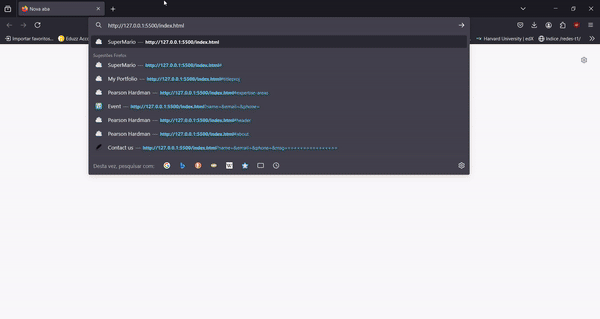 Nova aba
http://127.0.0.1:5500/index.html
Importar favoritos...
Eduzz Acco
Harvard University | edX
Índice /redes-t1/
SuperMario — http://127.0.0.1:5500/index.html
Sugestões Firefox
SuperMario — http://127.0.0.1:5500/index.html#
My Portfolio — http://127.0.0.1:5500/index.html#titleproj
Pearson Hardman — http://127.0.0.1:5500/index.html#expertise-areas
Event — http://127.0.0.1:5500/index.html?name=&email=&phone=
Pearson Hardman — http://127.0.0.1:5500/index.html#header
Pearson Hardman — http://127.0.0.1:5500/index.html#about
Contact us — http://127.0.0.1:5500/index.html?name=&email=&phone=&msg=
Desta vez, pesquisar com: